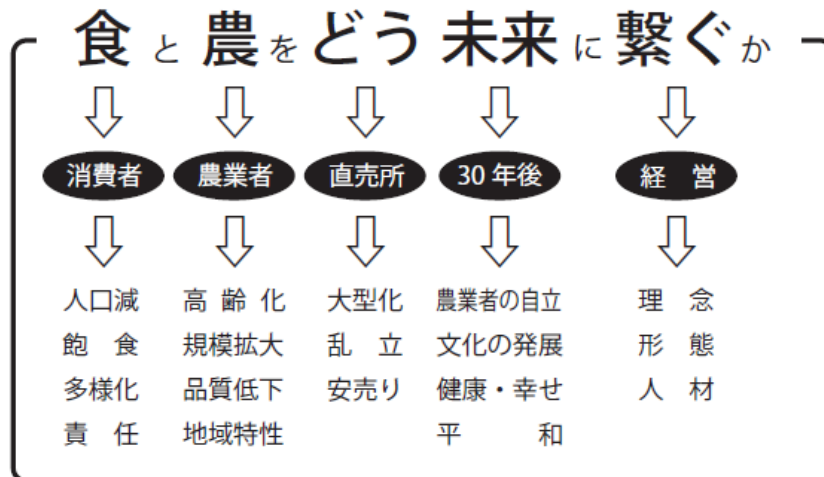 食と農をどう未来に繋ぐか
消費者 農業者 直売所 30年後 経営
人口減 高齢化 大型化 農業者の自立 理念
飽食 規模拡大 乱立 文化の発展 形態
多様化 品質低下 安売り 健康・幸せ 人材
責任 地域特性 平和